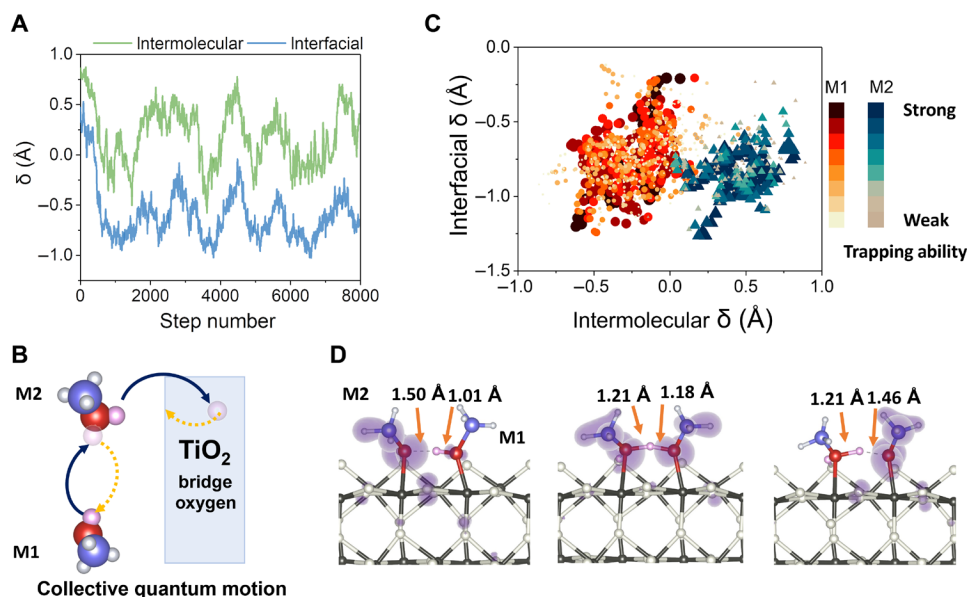 A
Intermolecular
Interfacial
1.0
0.5
0.0
−0.5
−1.0
δ (Å)
0
2000
4000
6000
8000
Step number
C
0.0
−0.5
−1.0
−1.5
Interfacial δ (Å)
−1.0
−0.5
0.0
0.5
1.0
Intermolecular δ (Å)
M1
M2
Strong
Weak
Trapping ability
B
M2
M1
TiO2
bridge
oxygen
Collective quantum motion
D
M2
1.50 Å
1.01 Å
M1
1.21 Å
1.18 Å
1.21 Å
1.46 Å